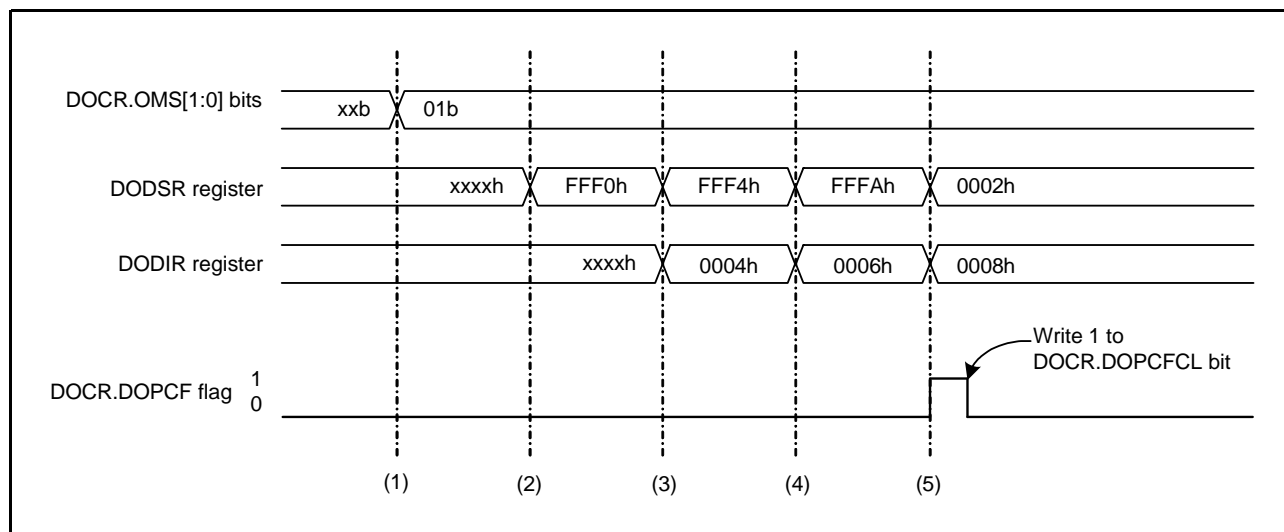 DOCR.OMS[1:0] bits
xxb
01b
DODSR register
xxxxh
FFF0h
FFF4h
FFFAh
0002h
DODIR register
xxxxh
0004h
0006h
0008h
Write 1 to
DOCR.DOPCFCL bit
DOCR.DOPCF flag
1
0
(1)
(2)
(3)
(4)
(5)